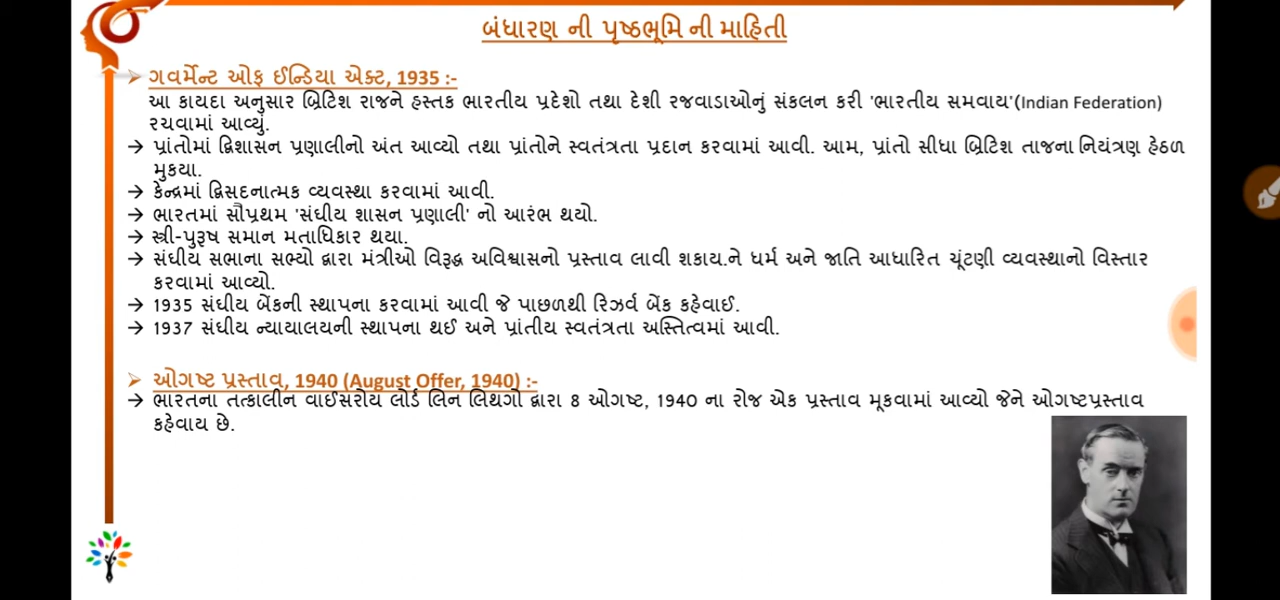 બંધારણ ની પૃષ્ઠભૂમિ ની માહિતી
➢ ગવર્મેન્ટ ઓફ ઈન્ડિયા એક્ટ, 1935 :-
આ કાયદા અનુસાર બ્રિટિશ રાજને હસ્તક ભારતીય પ્રદેશો તથા દેશી રજવાડાઓનું સંકલન કરી 'ભારતીય સમવાય'(Indian Federation)
રચવામાં આવ્યું.
→ પ્રાંતોમાં દ્વિશાસન પ્રણાલીનો અંત આવ્યો તથા પ્રાંતોને સ્વતંત્રતા પ્રદાન કરવામાં આવી. આમ, પ્રાંતો સીધા બ્રિટિશ તાજના નિયંત્રણ હેઠળ
મુકયા.
→ કેન્દ્રમાં દ્વિસદનાત્મક વ્યવસ્થા કરવામાં આવી.
→ ભારતમાં સૌપ્રથમ 'સંઘીય શાસન પ્રણાલી' નો આરંભ થયો.
→ સ્ત્રી-પુરૂષ સમાન મતાધિકાર થયા.
→ સંઘીય સભાના સભ્યો દ્વારા મંત્રીઓ વિરૂદ્ધ અવિશ્વાસનો પ્રસ્તાવ લાવી શકાય.ને ધર્મ અને જાતિ આધારિત ચૂંટણી વ્યવસ્થાનો વિસ્તાર
કરવામાં આવ્યો.
→ 1935 સંઘીય બેંકની સ્થાપના કરવામાં આવી જે પાછળથી રિઝર્વ બેંક કહેવાઈ.
→ 1937 સંઘીય ન્યાયાલયની સ્થાપના થઈ અને પ્રાંતીય સ્વતંત્રતા અસ્તિત્વમાં આવી.
➢ ઓગષ્ટ પ્રસ્તાવ, 1940 (August Offer, 1940) :-
→ ભારતના તત્કાલીન વાઈસરોય લોર્ડ લિન લિથગો દ્વારા 8 ઓગષ્ટ, 1940 ના રોજ એક પ્રસ્તાવ મૂકવામાં આવ્યો જેને ઓગષ્ટપ્રસ્તાવ
કહેવાય છે.